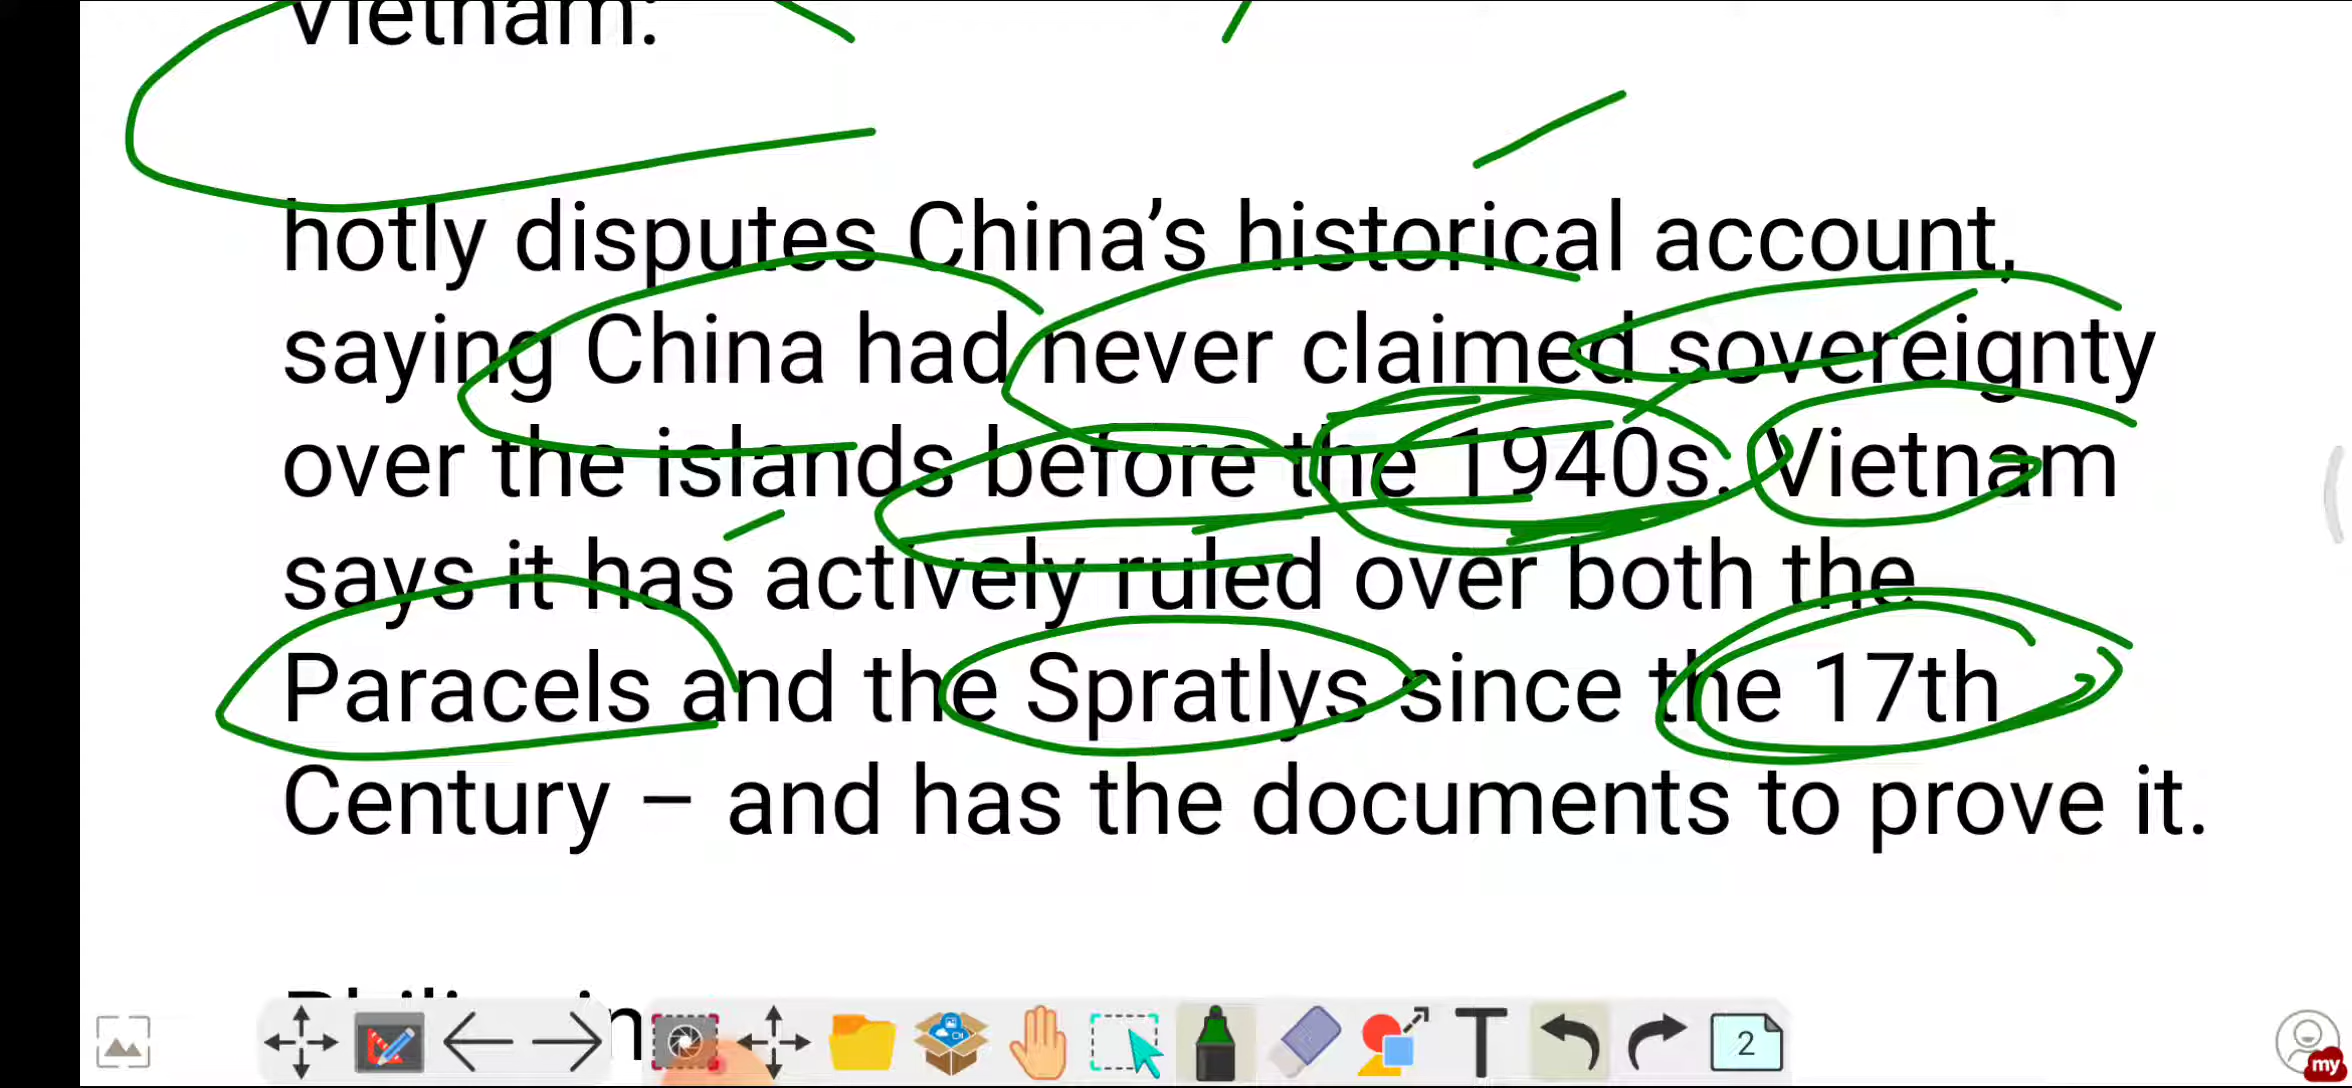 Vietnam:
hotly disputes China’s historical account,
saying China had never claimed sovereignty
over the islands before the 1940s. Vietnam
says it has actively ruled over both the
Paracels and the Spratlys since the 17th
Century – and has the documents to prove it.
2
my